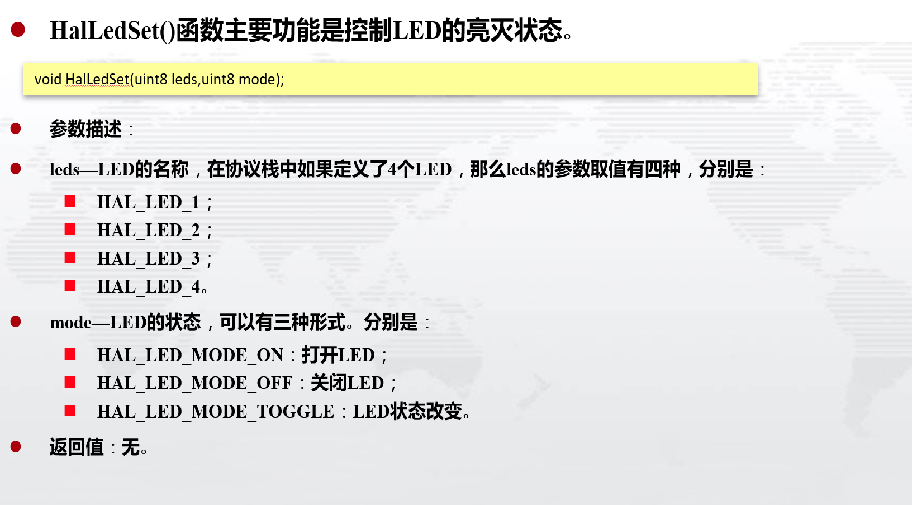 HalLedSet()函数主要功能是控制LED的亮灭状态。
void HalLedSet(uint8 leds,uint8 mode);
参数描述：
leds—LED的名称，在协议栈中如果定义了4个LED，那么leds的参数取值有四种，分别是：
HAL_LED_1；
HAL_LED_2；
HAL_LED_3；
HAL_LED_4。
mode—LED的状态，可以有三种形式。分别是：
HAL_LED_MODE_ON：打开LED；
HAL_LED_MODE_OFF：关闭LED；
HAL_LED_MODE_TOGGLE：LED状态改变。
返回值：无。